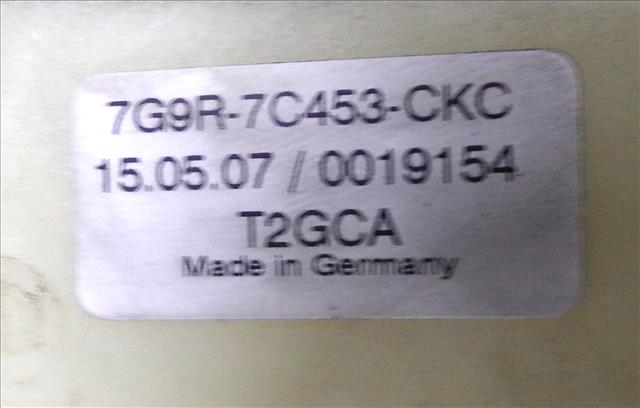 7G9R-7C453-CKC
15.05.07 / 0019154
T2GCA
Made in Germany